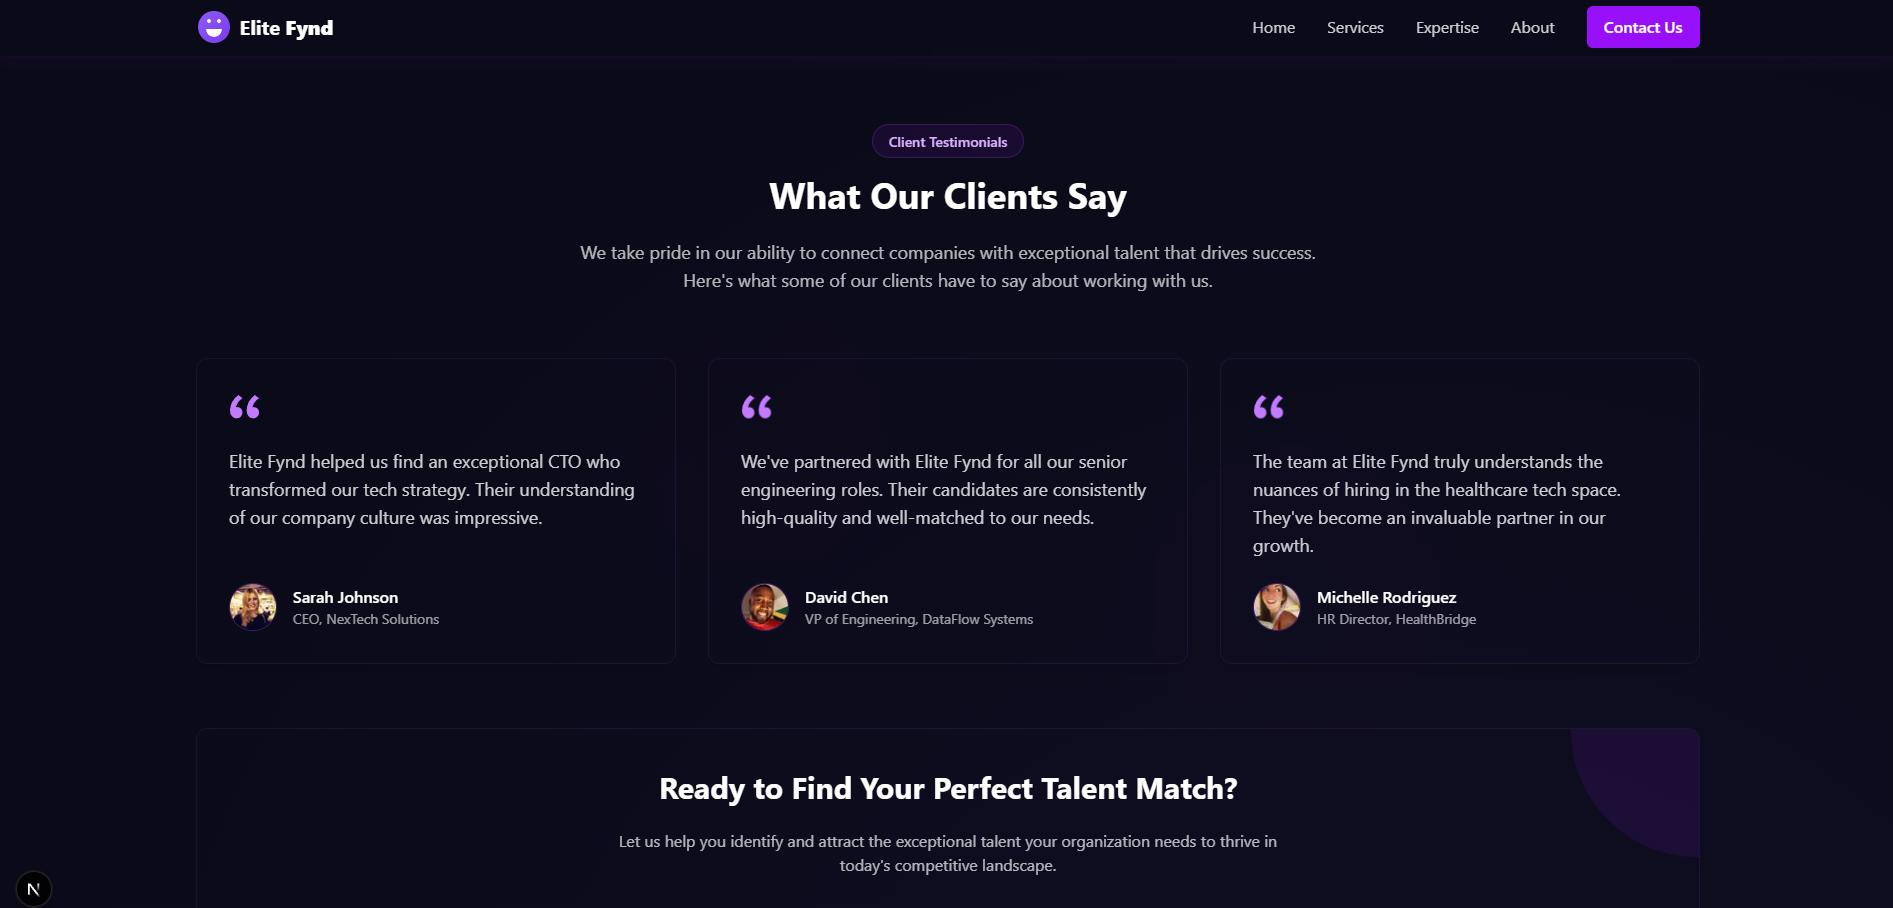 Elite Fynd
Home
Services
Expertise
About
Contact Us
Client Testimonials
What Our Clients Say
We take pride in our ability to connect companies with exceptional talent that drives success.
Here's what some of our clients have to say about working with us.
Elite Fynd helped us find an exceptional CTO who
transformed our tech strategy. Their understanding
of our company culture was impressive.
Sarah Johnson
CEO, NexTech Solutions
We've partnered with Elite Fynd for all our senior
engineering roles. Their candidates are consistently
high-quality and well-matched to our needs.
David Chen
VP of Engineering, DataFlow Systems
The team at Elite Fynd truly understands the
nuances of hiring in the healthcare tech space.
They've become an invaluable partner in our
growth.
Michelle Rodriguez
HR Director, HealthBridge
Ready to Find Your Perfect Talent Match?
Let us help you identify and attract the exceptional talent your organization needs to thrive in
today's competitive landscape.
N